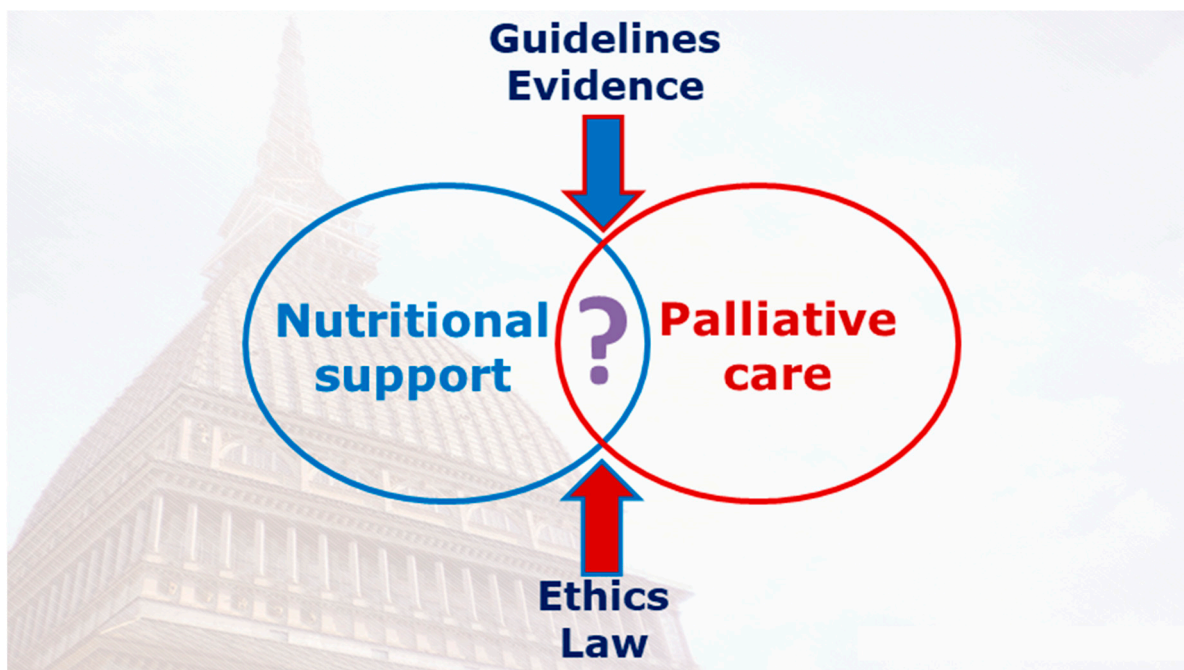 Guidelines
Evidence
Nutritional
support
?
Palliative
care
Ethics
Law